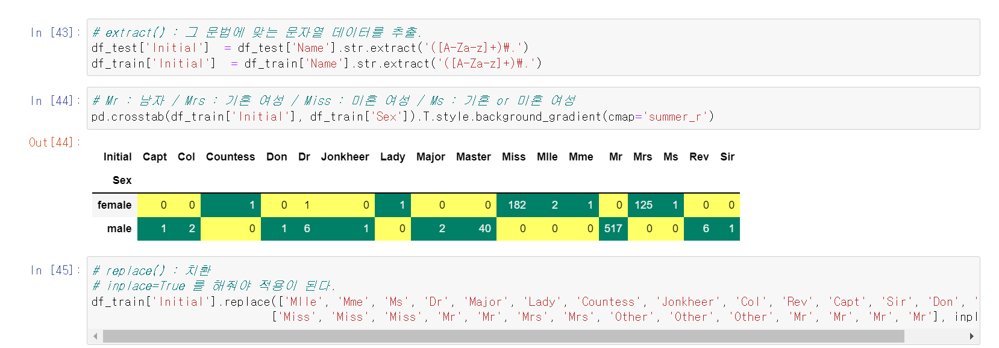 In [43]: # extract() : 그 문법에 맞는 문자열 데이터를 추출.
df_test['Initial']  = df_test['Name'].str.extract('([A-Za-z]+)₩.')
df_train['Initial']  = df_train['Name'].str.extract('([A-Za-z]+)₩.')
In [44]: # Mr : 남자 / Mrs : 기혼 여성 / Miss : 미혼 여성 / Ms : 기혼 or 미혼 여성
pd.crosstab(df_train['Initial'], df_train['Sex']).T.style.background_gradient(cmap='summer_r')
Out[44]:
Initial Capt Col Countess Don Dr Jonkheer Lady Major Master Miss Mlle Mme Mr Mrs Ms Rev Sir
Sex
female 0 0 1 0 1 0 1 0 0 182 2 1 0 125 1 0 0
male 1 2 0 1 6 1 0 2 40 0 0 0 517 0 0 6 1
In [45]: # replace() : 치환
# inplace=True 를 해줘야 적용이 된다.
df_train['Initial'].replace(['Mlle', 'Mme', 'Ms', 'Dr', 'Major', 'Lady', 'Countess', 'Jonkheer', 'Col', 'Rev', 'Capt', 'Sir', 'Don', '
['Miss', 'Miss', 'Miss', 'Mr', 'Mr', 'Mrs', 'Mrs', 'Other', 'Other', 'Other', 'Mr', 'Mr', 'Mr', 'Mr'], inpl